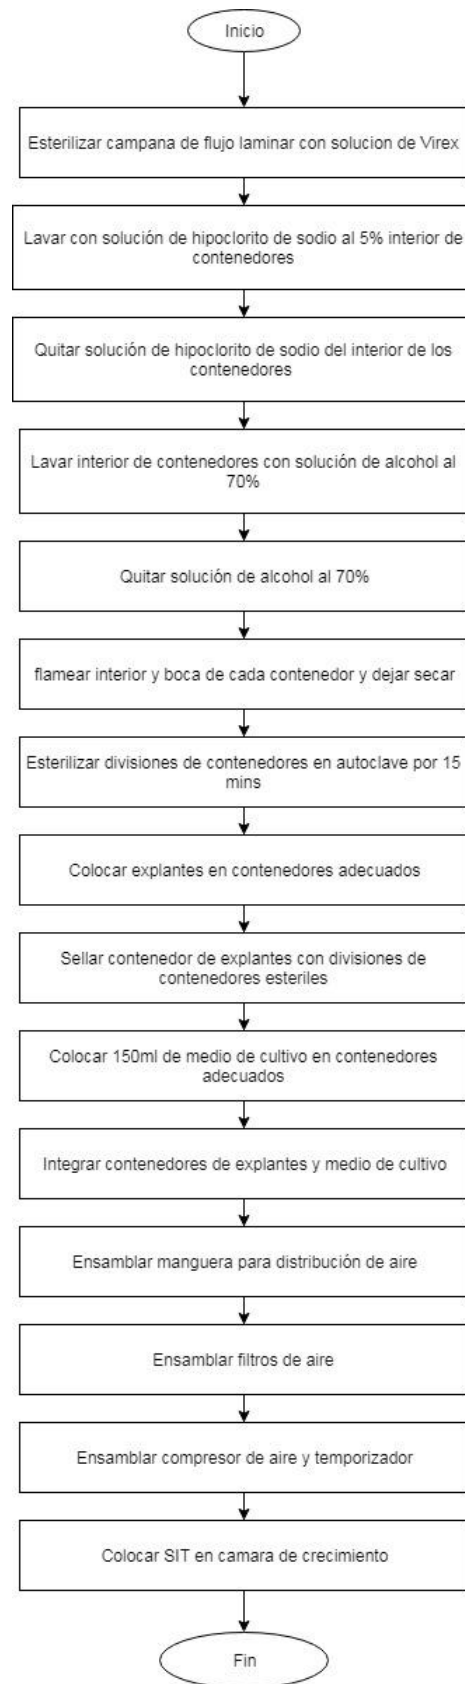 Inicio
Esterilizar campana de flujo laminar con solucion de Virex
Lavar con solución de hipoclorito de sodio al 5% interior de
contenedores
Quitar solución de hipoclorito de sodio del interior de los
contenedores
Lavar interior de contenedores con solución de alcohol al
70%
Quitar solución de alcohol al 70%
flamear interior y boca de cada contenedor y dejar secar
Esterilizar divisiones de contenedores en autoclave por 15
mins
Colocar explantes en contenedores adecuados
Sellar contenedor de explantes con divisiones de
contenedores esteriles
Colocar 150ml de medio de cultivo en contenedores
adecuados
Integrar contenedores de explantes y medio de cultivo
Ensamblar manguera para distribución de aire
Ensamblar filtros de aire
Ensamblar compresor de aire y temporizador
Colocar SIT en camara de crecimiento
Fin